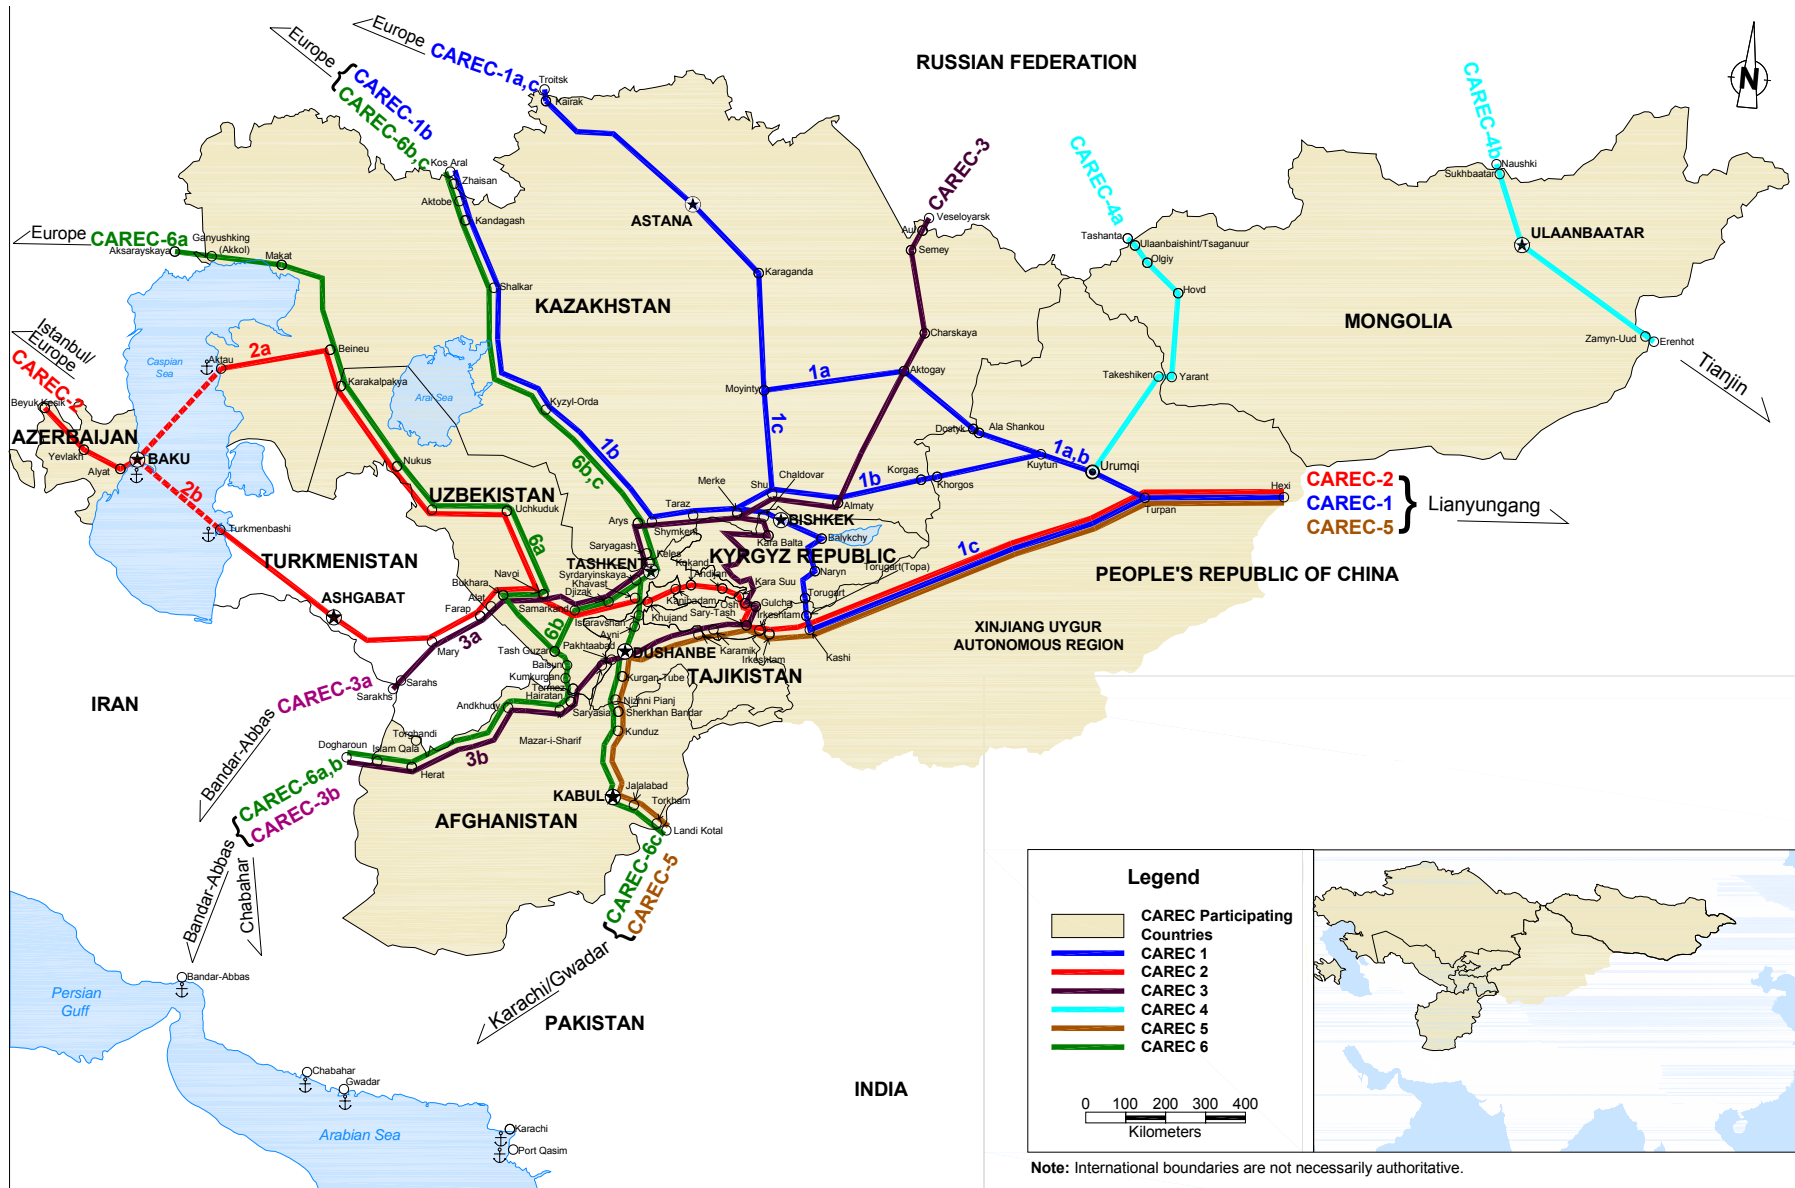 Europe CAREC-1a,c
Europe
CAREC-1b
CAREC-6b,c
Troitsk
Kairak
RUSSIAN FEDERATION
N
CAREC-3
CAREC-4a
CAREC-4b
Naushki
Sukhbaatar
Kos Aral
Zhaisan
Aktobe
Kandagash
ASTANA
Veseloyarsk
Aul
Semey
Tashanta
Ulaanbaishint/Tsaganuur
Olgiy
ULAANBAATAR
Europe CAREC-6a
Ganyushking
(Akkol)
Aksarayskaya
Makat
Karaganda
Shalkar
KAZAKHSTAN
Hovd
MONGOLIA
Charskaya
Zamyn-Uud
Erenhot
Tianjin
Istanbul/
Europe
CAREC-2
Caspian
Sea
Aktau
2a
Beineu
Karakalpakya
Aral Sea
Moyinty
1a
Aktogay
Takeshiken
Yarant
Beyuk Kesik
AZERBAIJAN
Yevlakh
Alyat
BAKU
Kyzyl-Orda
1b
6b,c
1c
Dostyk
Ala Shankou
1a,b
Kuytun
Urumqi
2b
Nukus
UZBEKISTAN
Uchkuduk
Merke
Shu
Chaldovar
1b
Korgas
Khorgos
Almaty
Hexi
Turpan
CAREC-2
CAREC-1
CAREC-5
Lianyungang
Turkmenbashi
TURKMENISTAN
6a
Arys
Taraz
Shymkent
BISHKEK
Kara Balta
Balykchy
Saryagash
Keles
TASHKENT
KYRGYZ REPUBLIC
1c
PEOPLE'S REPUBLIC OF CHINA
ASHGABAT
Bukhara
Navoi
Alat
Farap
Syrdaryinskaya
Khavast
Djizak
Samarkand
Kokand
Andijan
Kanibadam
Kara Suu
Naryn
Torugart(Topa)
Torugart
Osh
Gulcha
Sary-Tash
Irkeshtam
XINJIANG UYGUR
AUTONOMOUS REGION
Mary
3a
6b
Istaravshan
Khujand
Ayni
Pakhtaabad
Tash Guzar
DUSHANBE
Karamik
Irkeshtam
Kashi
TAJIKISTAN
IRAN
CAREC-3a
Sarahs
Sarakhs
Baisun
Kumkurgan
Termez
Hairatan
Kurgan-Tube
Nizhni Pianj
Andkhudy
Saryasia
Sherkhan Bandar
Kunduz
Bandar-Abbas
Torghandi
Dogharoun
Islam Qala
Mazar-i-Sharif
3b
Herat
CAREC-6a,b
CAREC-3b
KABUL
Jalalabad
Torkham
Landi Kotal
AFGHANISTAN
Bandar-Abbas
Chabahar
CAREC-6c
CAREC-5
Karachi/Gwadar
Bandar-Abbas
Persian
Guff
PAKISTAN
INDIA
Chabahar
Gwadar
Arabian Sea
Karachi
Port Qasim
Legend
CAREC Participating
Countries
CAREC 1
CAREC 2
CAREC 3
CAREC 4
CAREC 5
CAREC 6
0 100 200 300 400
Kilometers
Note: International boundaries are not necessarily authoritative.